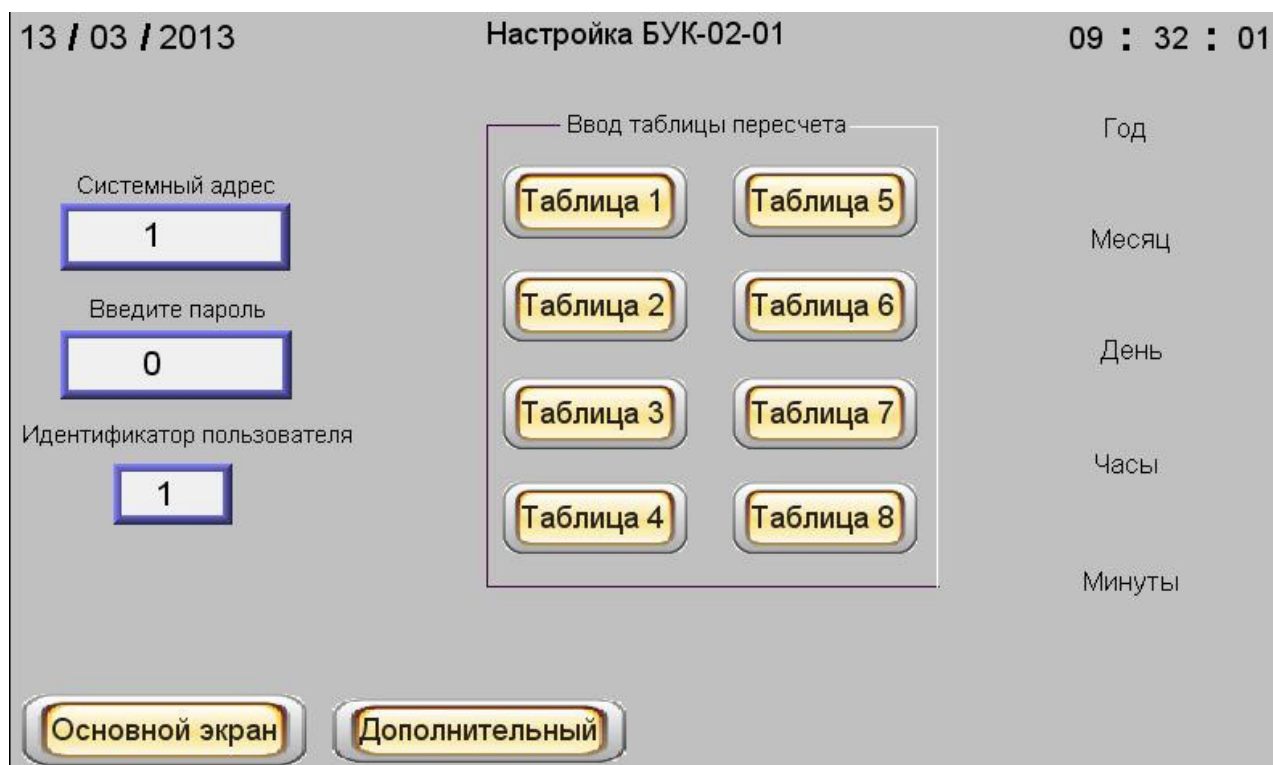 13 / 03 / 2013
Настройка БУК-02-01
09 : 32 : 01
Системный адрес
1
Введите пароль
0
Идентификатор пользователя
1
Ввод таблицы пересчета
Таблица 1
Таблица 5
Таблица 2
Таблица 6
Таблица 3
Таблица 7
Таблица 4
Таблица 8
Год
Месяц
День
Часы
Минуты
Основной экран
Дополнительный